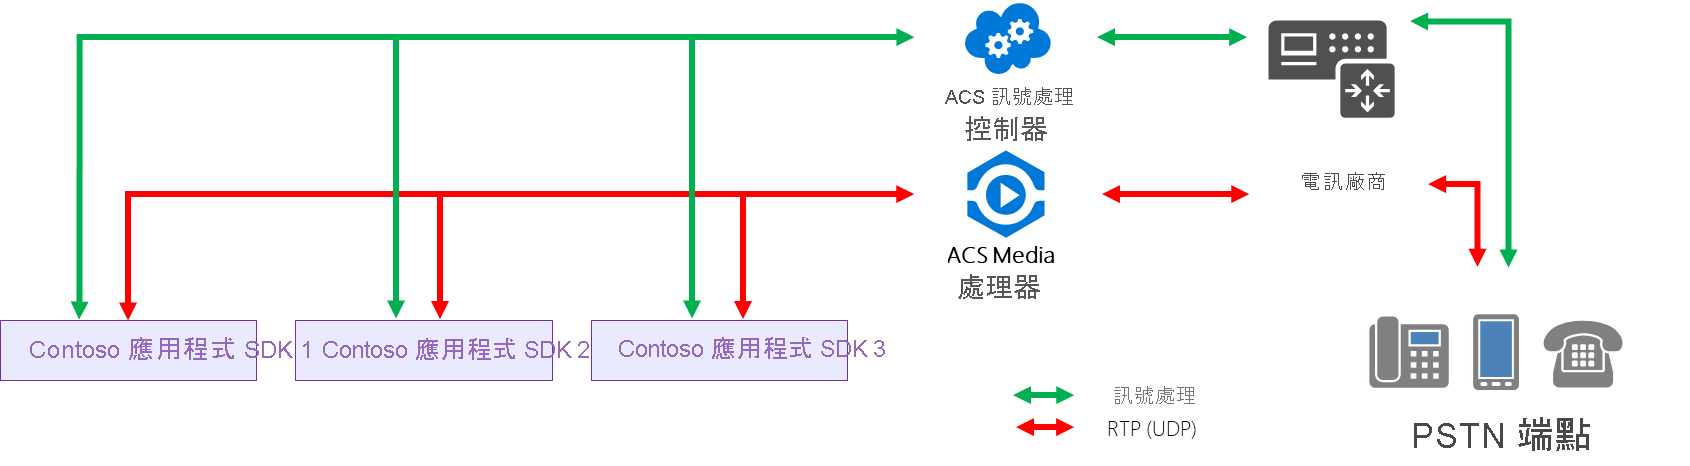 ACS 訊號處理
控制器
電訊廠商
ACS Media
處理器
Contoso 應用程式 SDK 1
Contoso 應用程式 SDK 2
Contoso 應用程式 SDK 3
訊號處理
RTP (UDP)
PSTN 端點